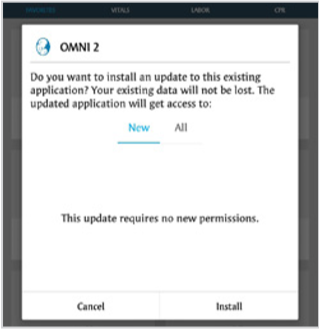 FAVORITES VITALS LABOR CPR
OMNI 2
Do you want to install an update to this existing
application? Your existing data will not be lost. The
updated application will get access to:
New All
This update requires no new permissions.
Cancel Install